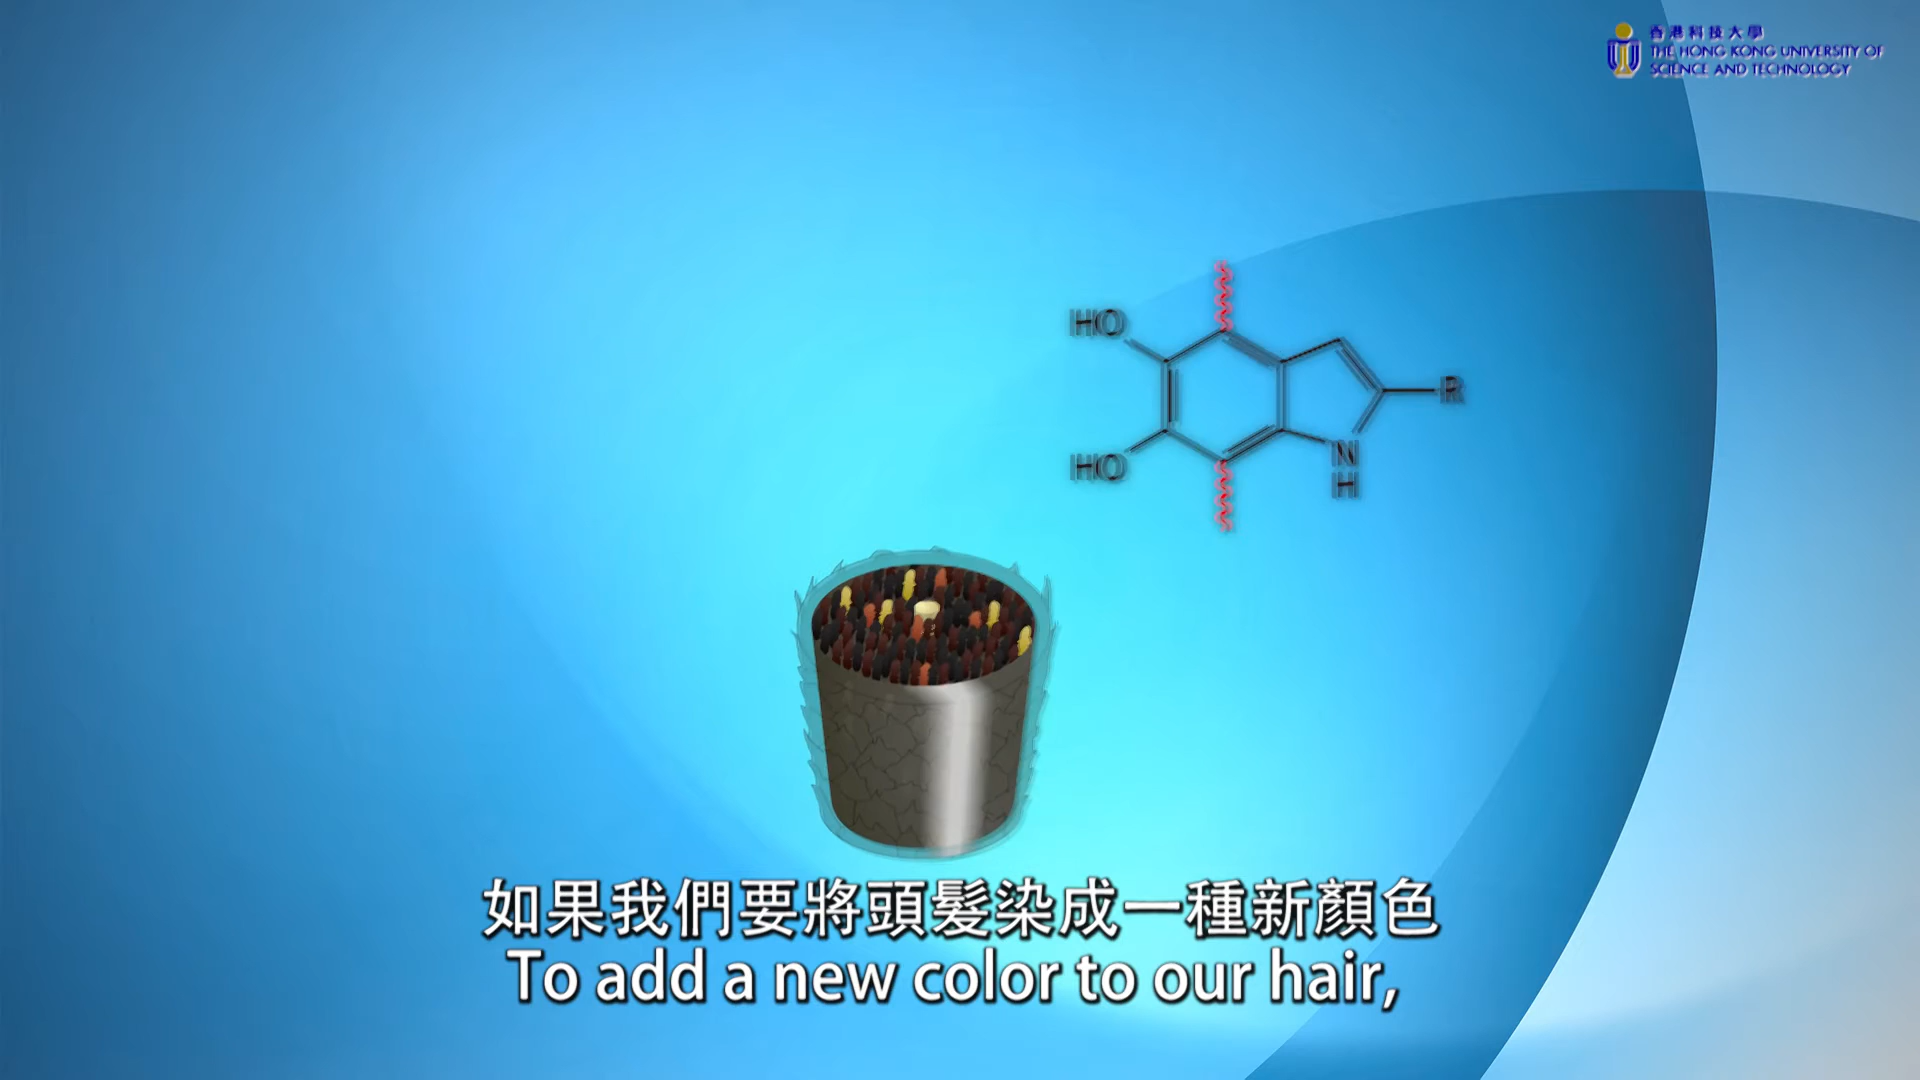 香港科技大學
THE HONG KONG UNIVERSITY OF
SCIENCE AND TECHNOLOGY
HO
R
HO
N
H
如果我們要將頭髮染成一種新顏色
To add a new color to our hair,